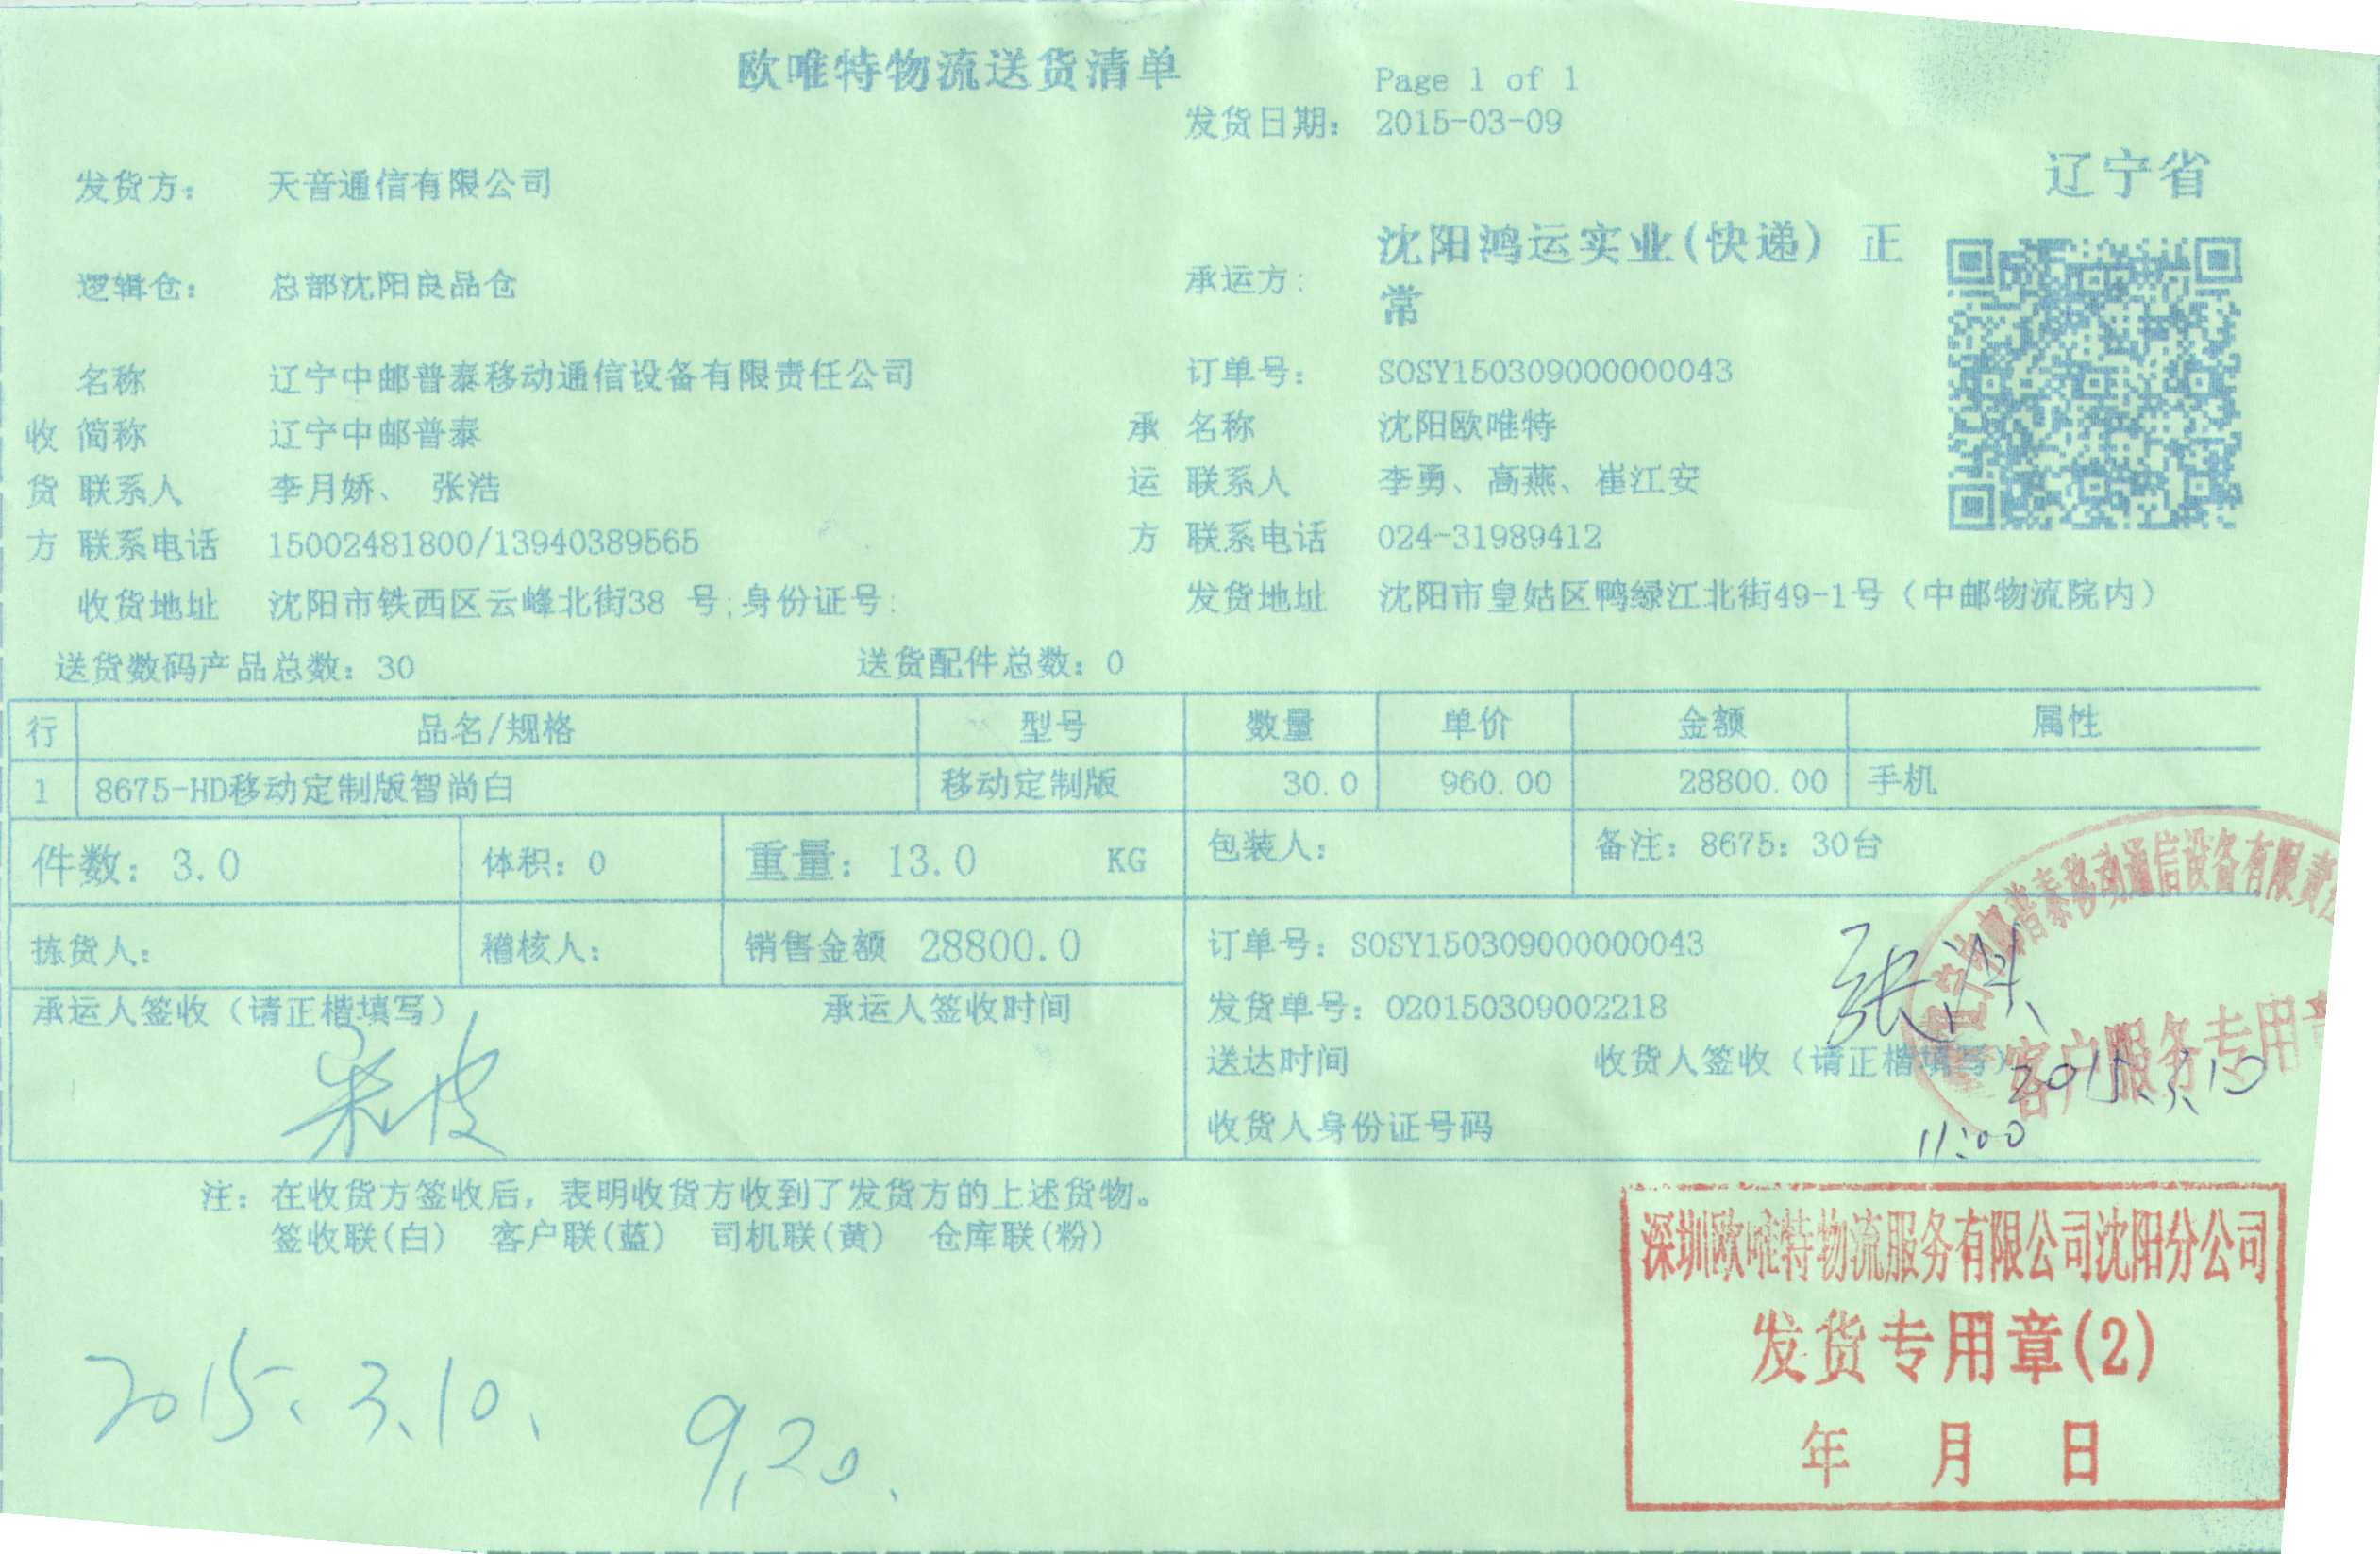 欧唯特物流送货清单
Page 1 of 1
发货日期: 2015-03-09
辽宁省
发货方: 天音通信有限公司
逻辑仓: 总部沈阳良品仓
承运方: 沈阳鸿运实业(快递) 正常
名称 辽宁中邮普泰移动通信设备有限责任公司
订单号: SOSY150309000000043
收 简称 辽宁中邮普泰
承 名称 沈阳欧唯特
货 联系人 李月娇、 张浩
运 联系人 李勇、高燕、崔江安
方 联系电话 15002481800/13940389565
方 联系电话 024-31989412
收货地址 沈阳市铁西区云峰北街38 号;身份证号:
发货地址 沈阳市皇姑区鸭绿江北街49-1号(中邮物流院内)
送货数码产品总数: 30 送货配件总数: 0
行 品名/规格 型号 数量 单价 金额 属性
1 8675-HD移动定制版智尚白 移动定制版 30.0 960.00 28800.00 手机
件数: 3.0 体积: 0 重量: 13.0 KG 包装人: 备注: 8675: 30台
拣货人: 稽核人: 销售金额 28800.0 订单号: SOSY150309000000043
承运人签收(请正楷填写) 承运人签收时间
发货单号: 020150309002218
送达时间 收货人签收(请正楷填写)
收货人身份证号码
普泰移动通信设备有限责
客户服务专用章
2015.3.10
11:00
注: 在收货方签收后, 表明收货方收到了发货方的上述货物。
签收联(白) 客户联(蓝) 司机联(黄) 仓库联(粉)
深圳欧唯特物流服务有限公司沈阳分公司
发货专用章(2)
年 月 日
2015、3、10、 9,20、